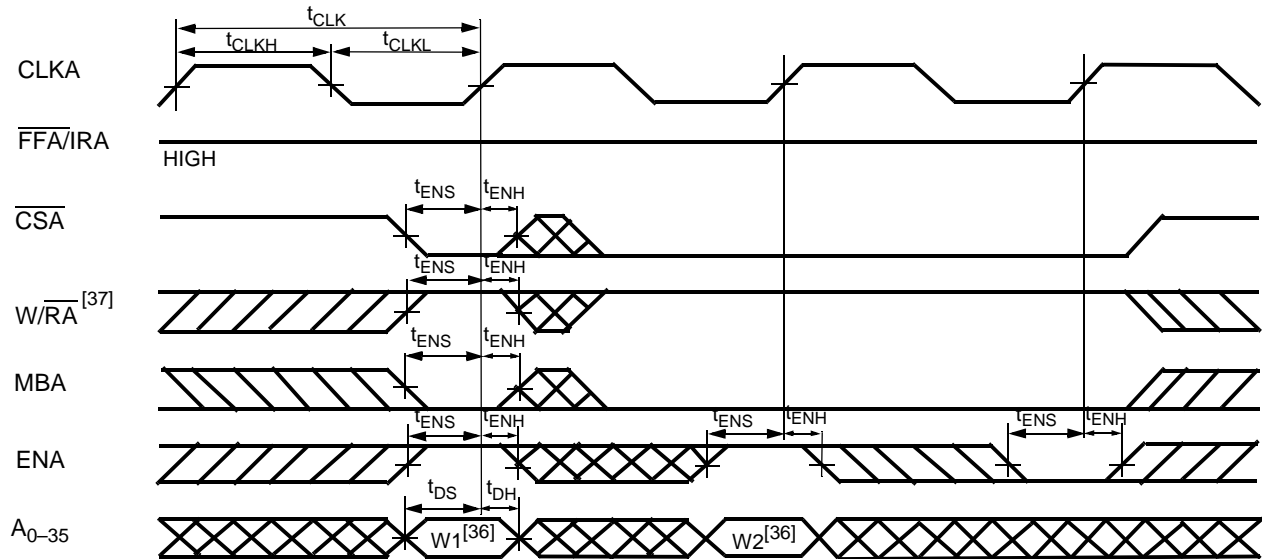 tCLK
tCLKH tCLKL
CLKA
FFA/IRA
HIGH
tENS tENH
CSA
tENS tENH
W/RA [37]
tENS tENH
MBA
tENS tENH tENS tENH tENS tENH
ENA
tDS tDH
A0–35 W1[36] W2[36]